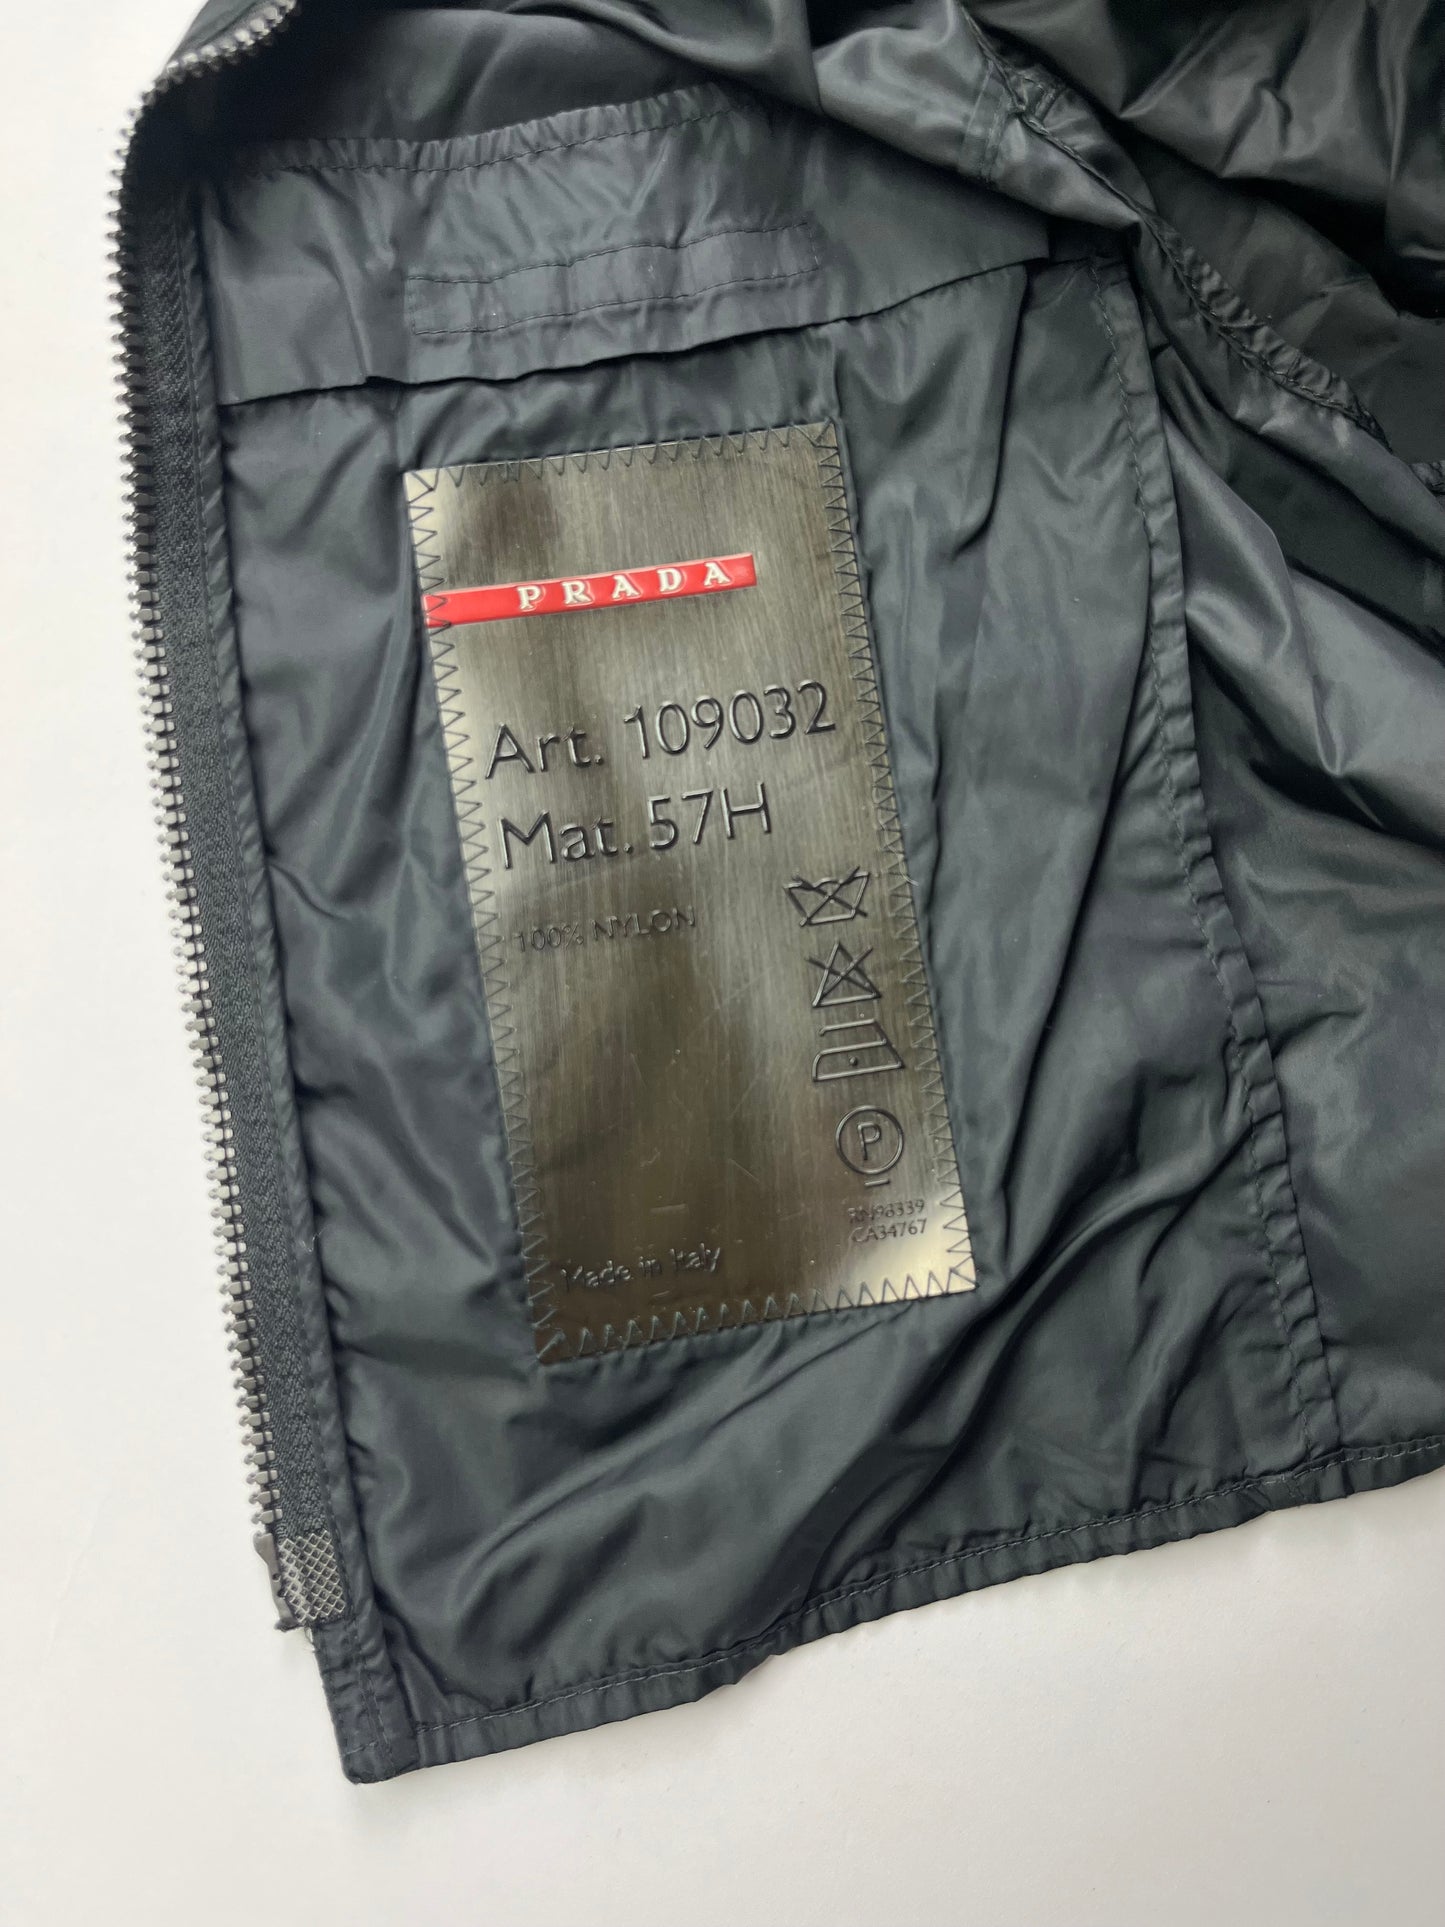 PRADA
Art. 109032
Mat. 57H
100% NYLON
P
RN98339
CA34767
Made in Italy